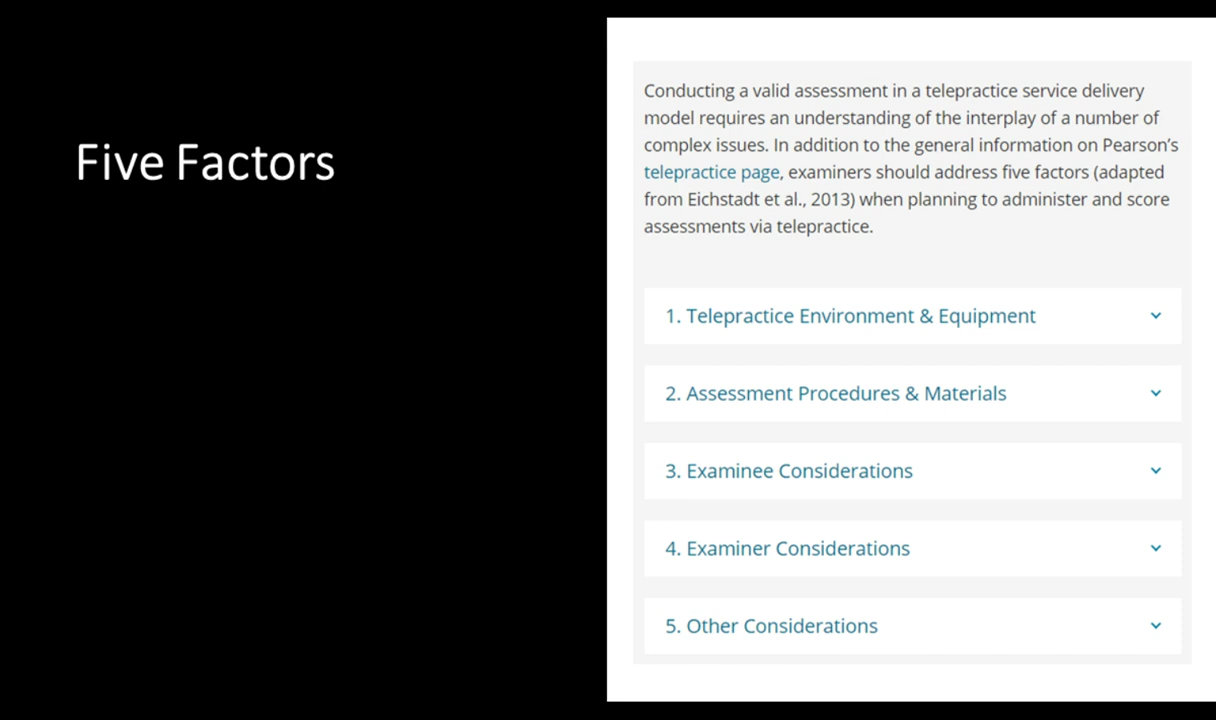 Five Factors
Conducting a valid assessment in a telepractice service delivery
model requires an understanding of the interplay of a number of
complex issues. In addition to the general information on Pearson's
telepractice page, examiners should address five factors (adapted
from Eichstadt et al., 2013) when planning to administer and score
assessments via telepractice.
1. Telepractice Environment & Equipment
2. Assessment Procedures & Materials
3. Examinee Considerations
4. Examiner Considerations
5. Other Considerations